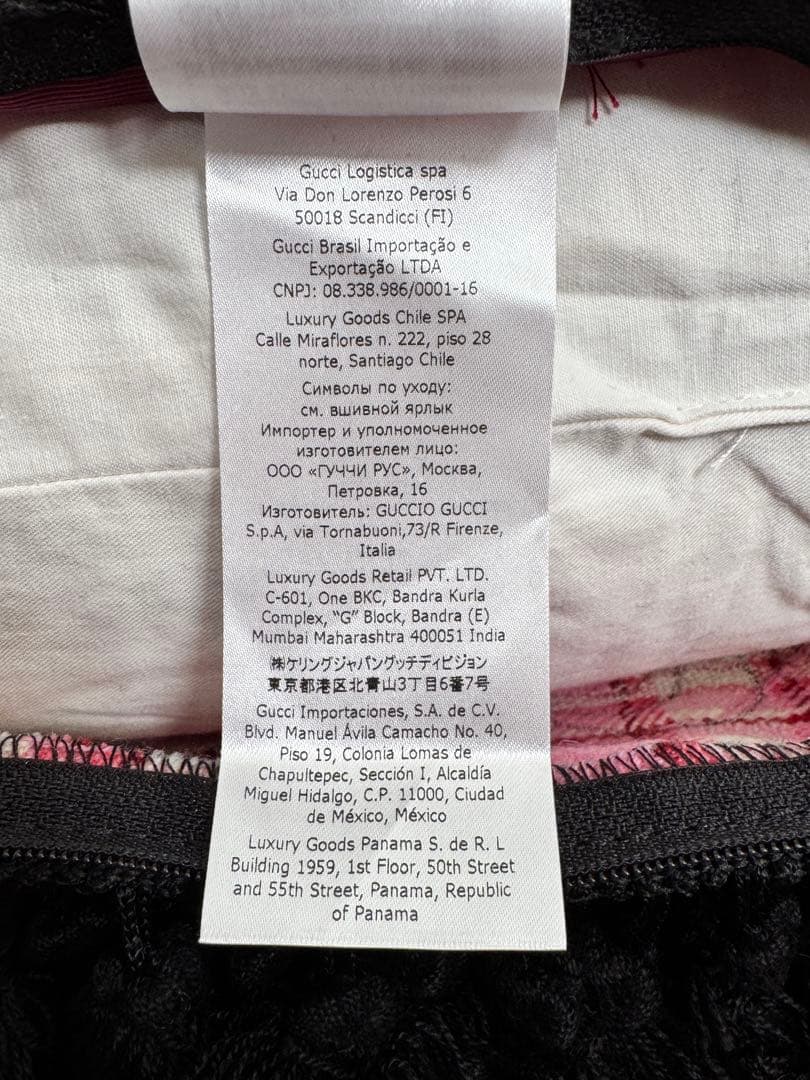 Gucci Logistica spa
Via Don Lorenzo Perosi 6
50018 Scandicci (FI)
Gucci Brasil Importação e
Exportação LTDA
CNPJ: 08.338.986/0001-16
Luxury Goods Chile SPA
Calle Miraflores n. 222, piso 28
norte, Santiago Chile
Символы по уходу:
см. вшивной ярлык
Импортер и уполномоченное
изготовителем лицо:
ООО «ГУЧЧИ РУС», Москва,
Петровка, 16
Изготовитель: GUCCIO GUCCI
S.p.A, via Tornabuoni,73/R Firenze,
Italia
Luxury Goods Retail PVT. LTD.
C-601, One BKC, Bandra Kurla
Complex, “G” Block, Bandra (E)
Mumbai Maharashtra 400051 India
㈱ケリングジャパングッチディビジョン
東京都港区北青山3丁目6番7号
Gucci Importaciones, S.A. de C.V.
Blvd. Manuel Ávila Camacho No. 40,
Piso 19, Colonia Lomas de
Chapultepec, Sección I, Alcaldía
Miguel Hidalgo, C.P. 11000, Ciudad
de México, México
Luxury Goods Panama S. de R. L
Building 1959, 1st Floor, 50th Street
and 55th Street, Panama, Republic
of Panama